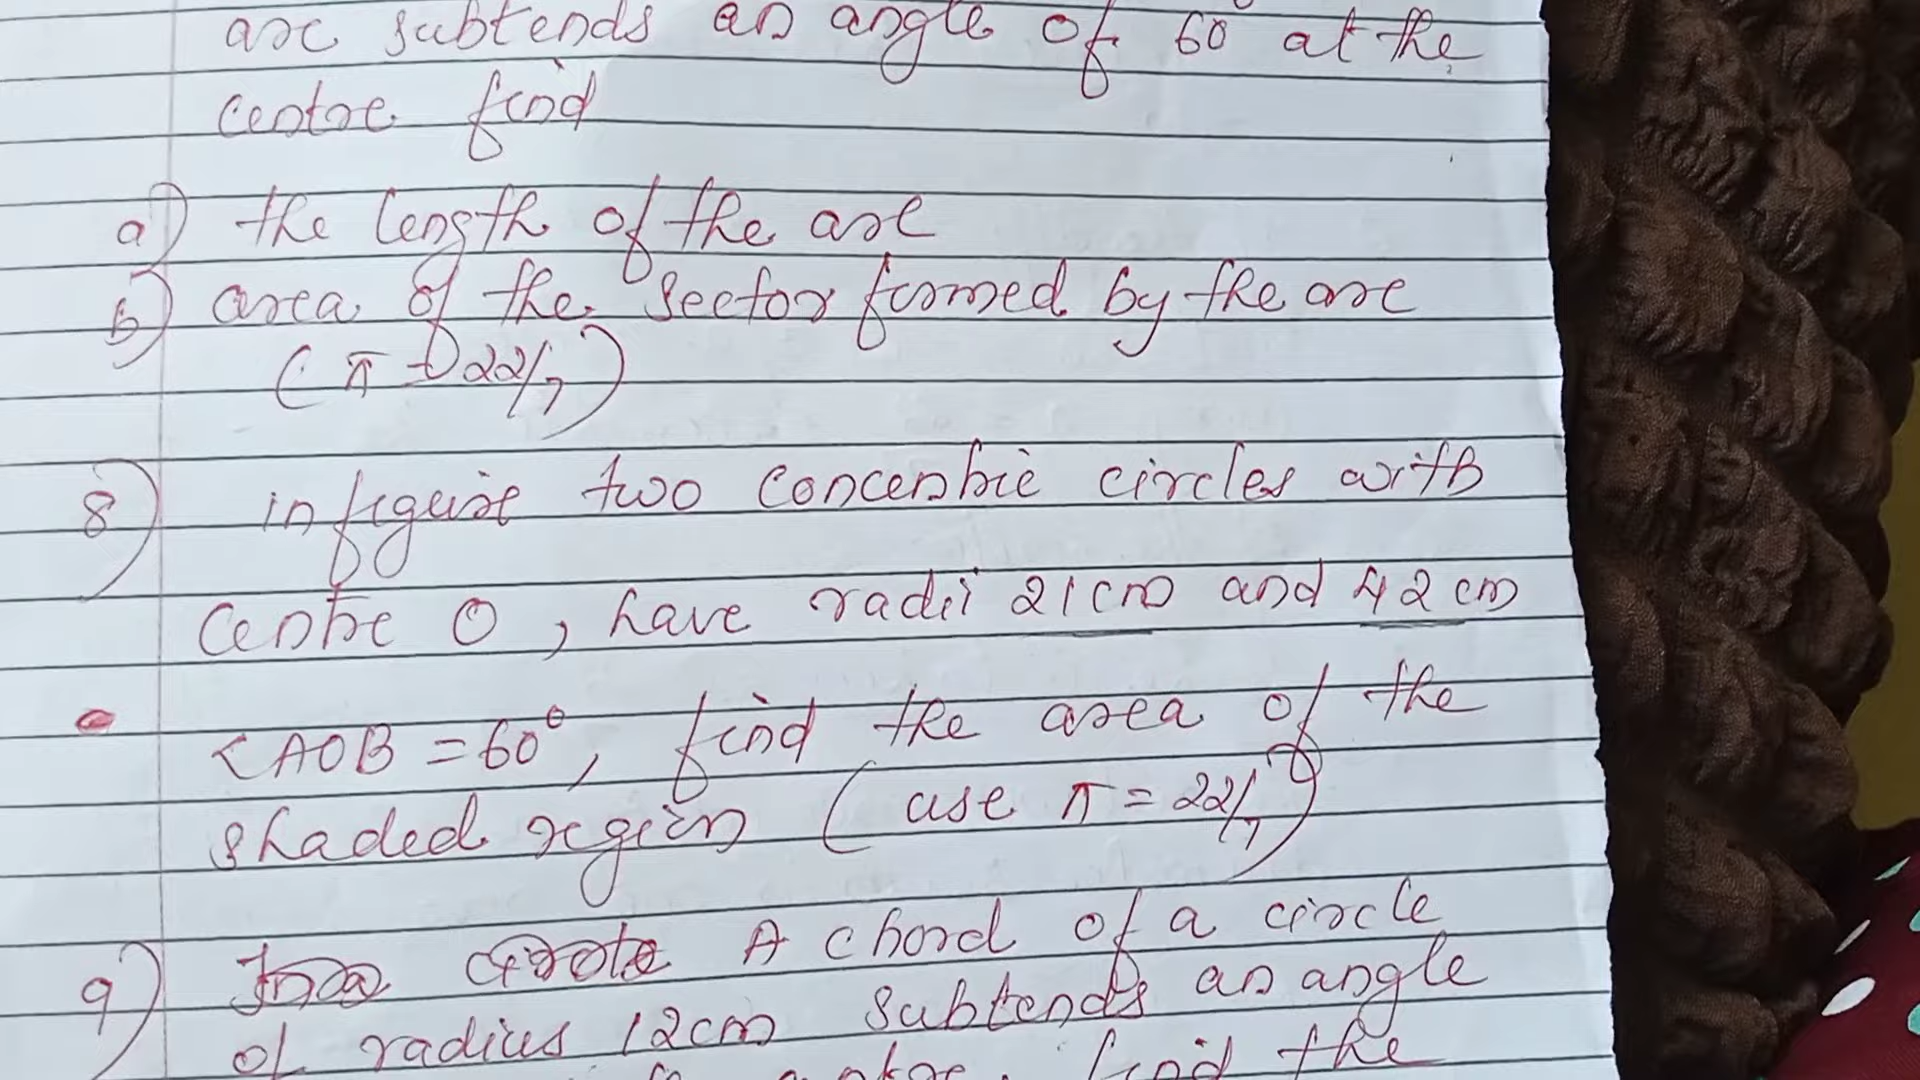 arc subtends an angle of 60° at the
centre find
a) the length of the arc
b) area of the sector formed by the arc
( π = 22/7 )
8) in figure two concentric circles with
centre O, have radii 21cm and 42cm
<AOB = 60°, find the area of the
shaded region ( use π = 22/7 )
9) A chord of a circle
of radius 12cm subtends an angle
find the